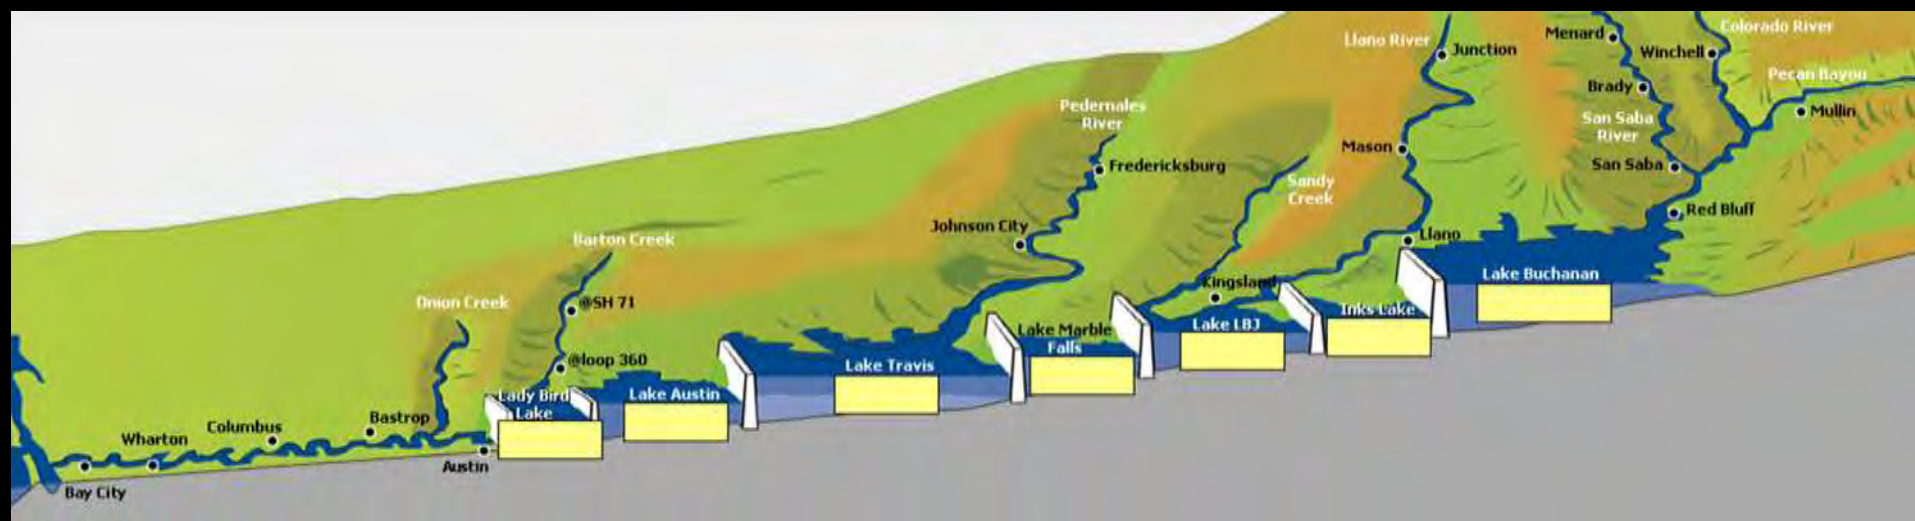 Colorado River
Menard
Llano River
Junction
Winchell
Pecan Bayou
Brady
Pedernales
River
Mullin
San Saba
River
Mason
Fredericksburg
San Saba
Sandy
Creek
Red Bluff
Johnson City
Llano
Barton Creek
Lake Buchanan
Kingsland
Onion Creek
@SH 71
Inks Lake
Lake LBJ
Lake Marble
Falls
@loop 360
Lake Travis
Lake Austin
Lady Bird
Lake
Bastrop
Columbus
Wharton
Austin
Bay City